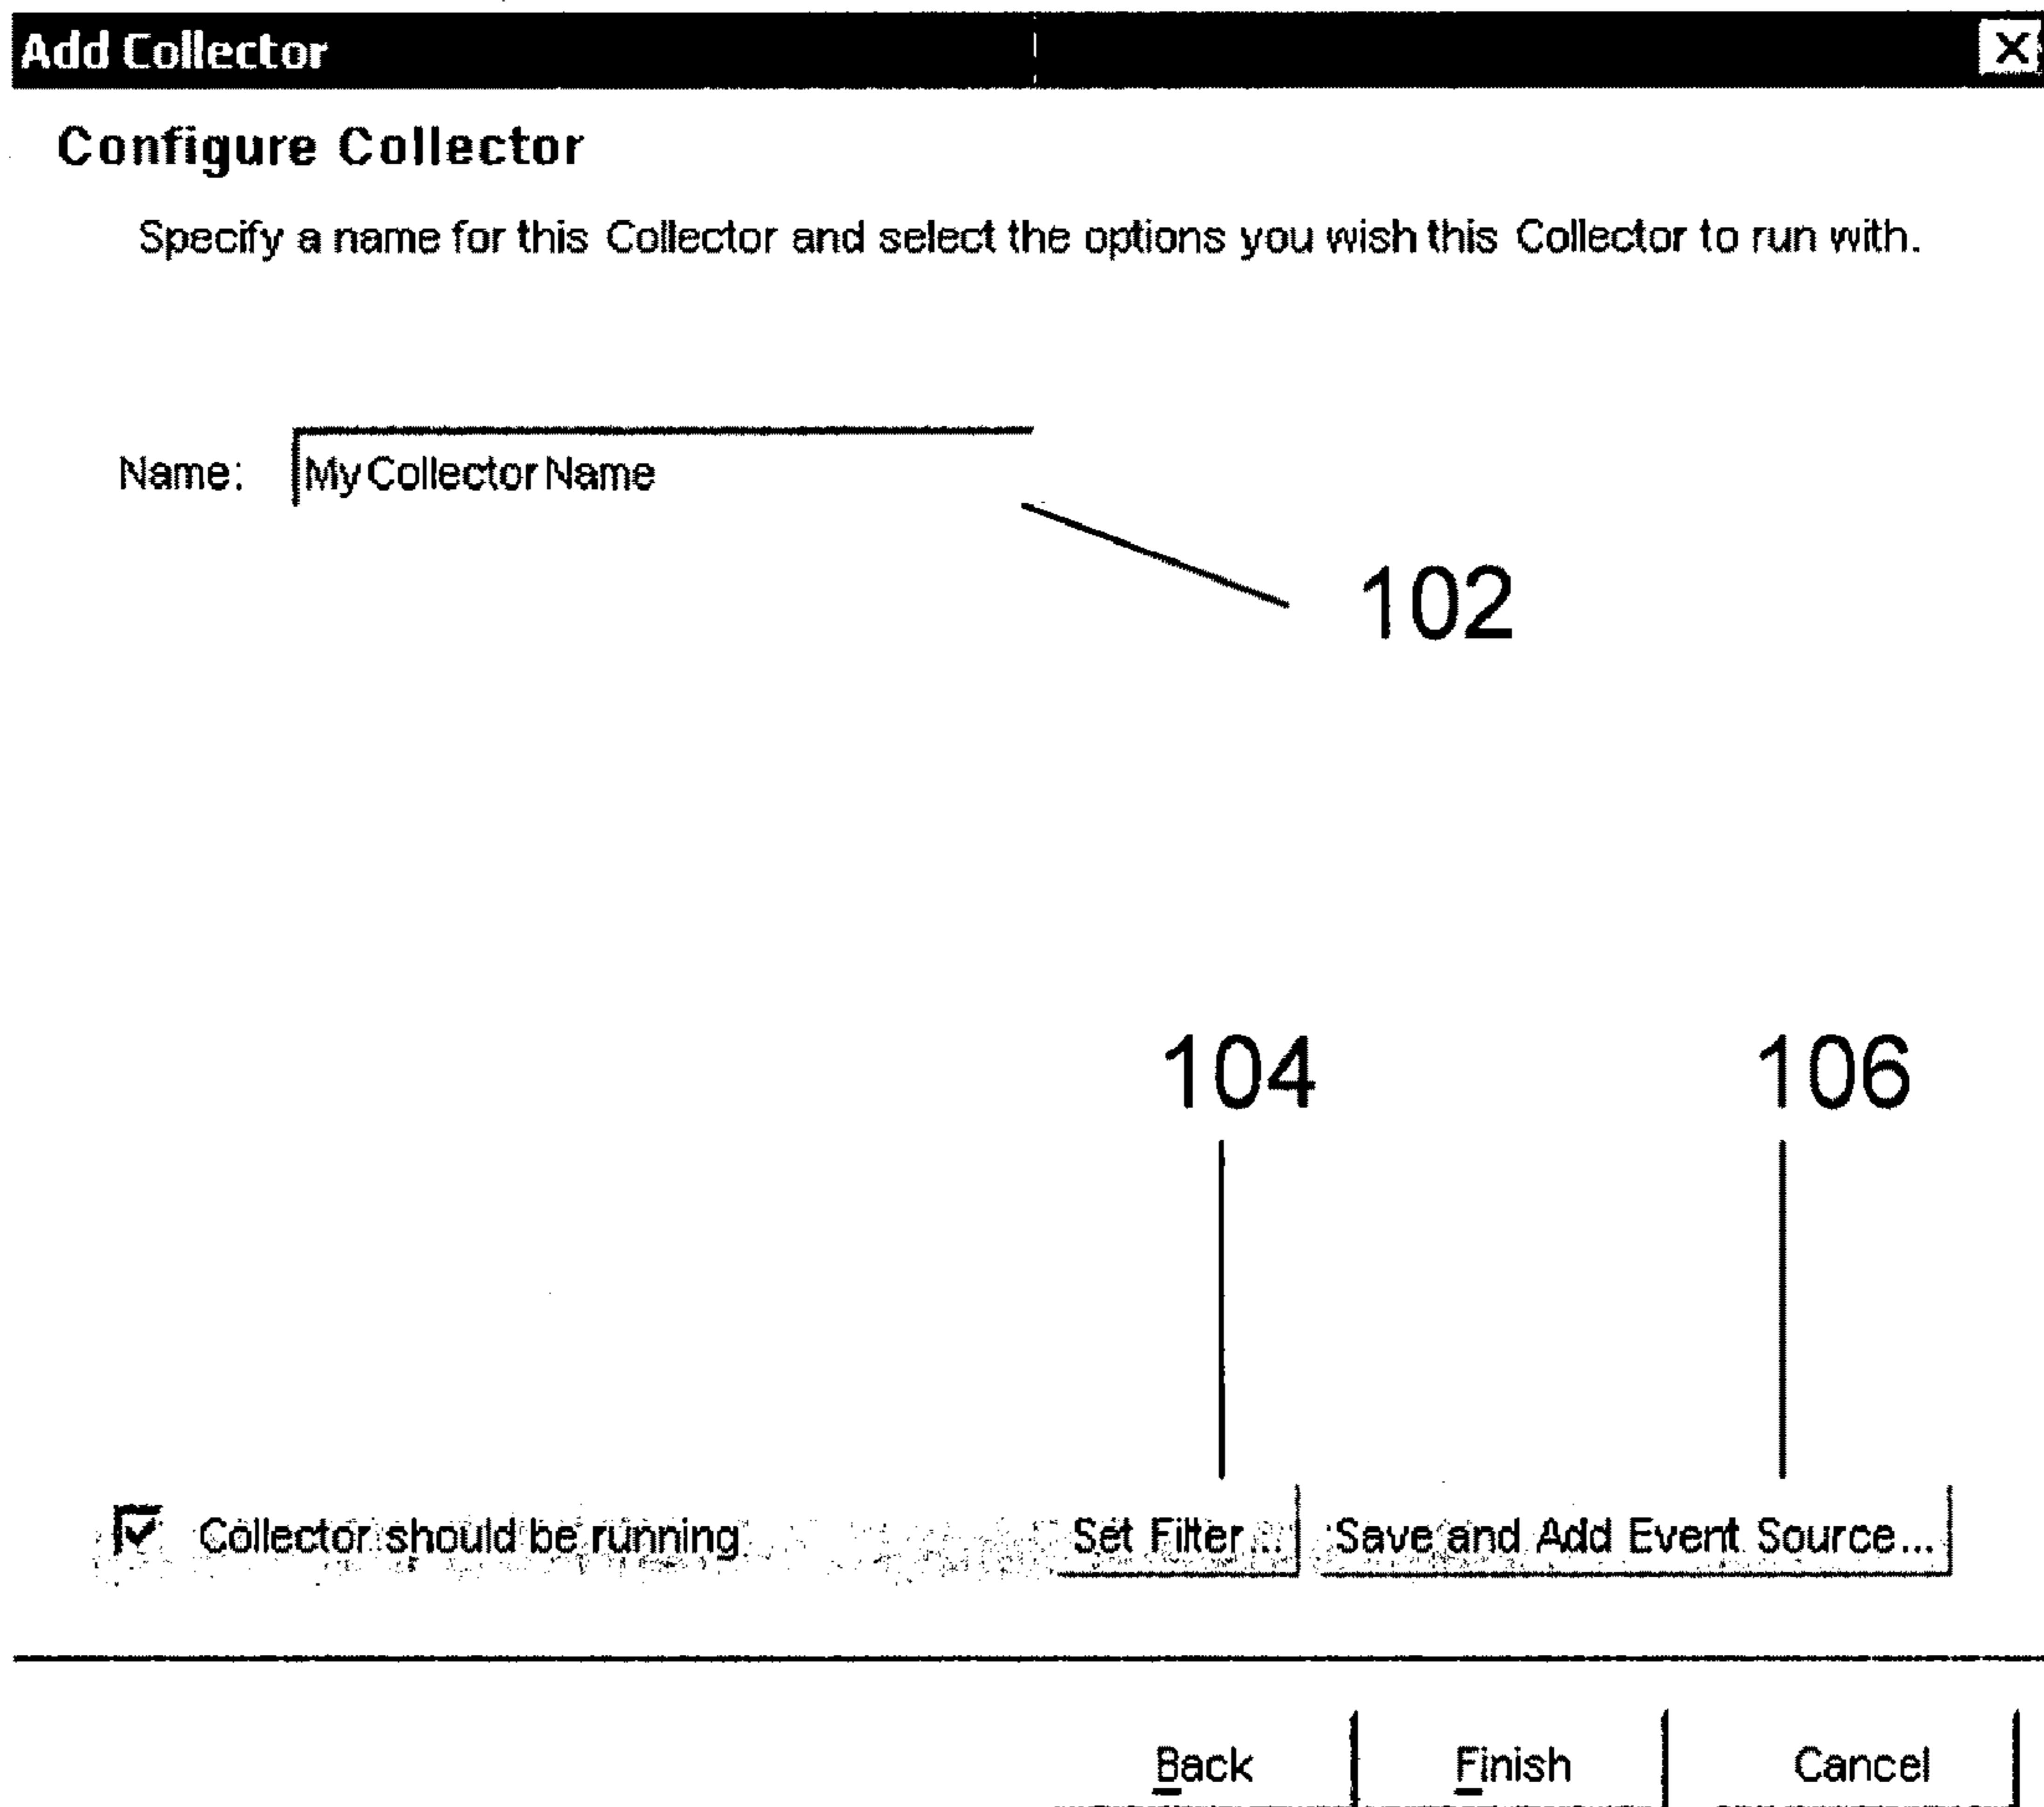 Add Collector X
Configure Collector
Specify a name for this Collector and select the options you wish this Collector to run with.
Name: My Collector Name
102
104 106
Collector should be running Set Filter... Save and Add Event Source...
Back Finish Cancel